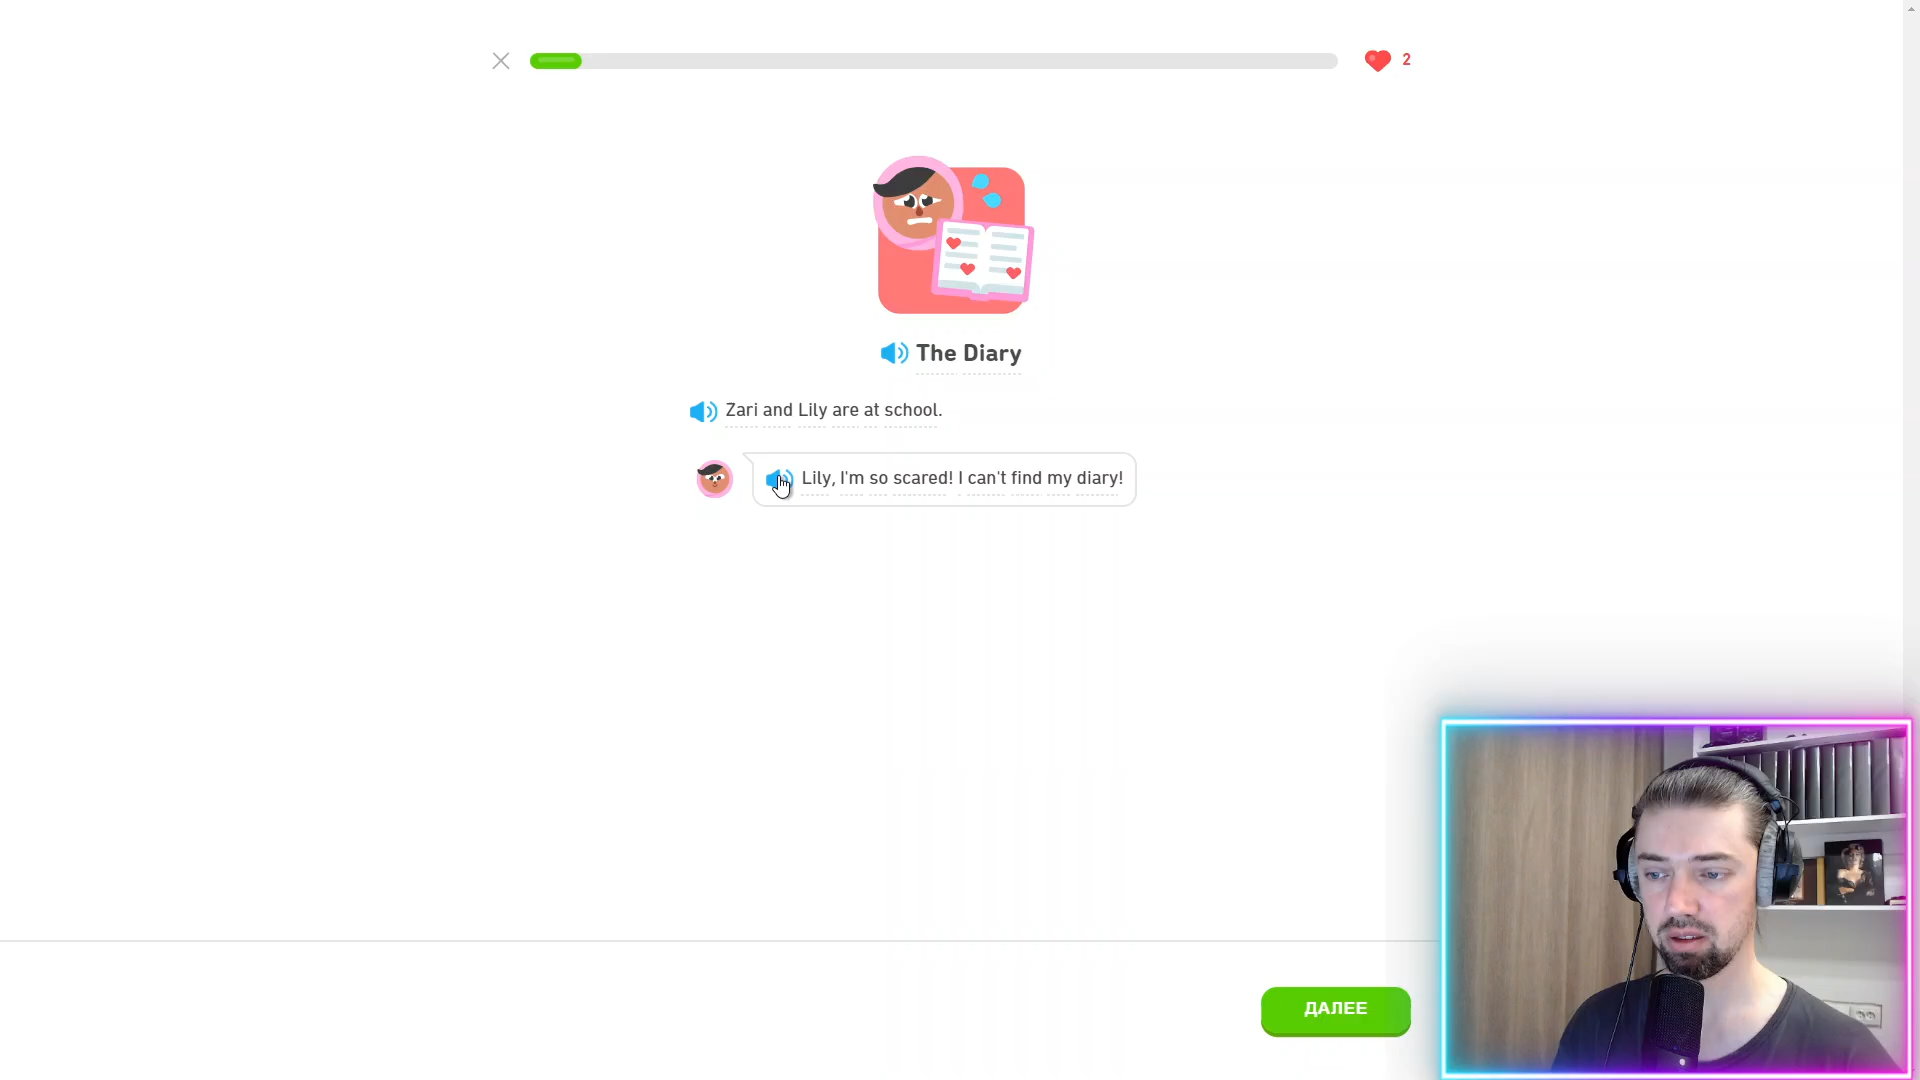 2
The Diary
Zari and Lily are at school.
Lily, I'm so scared! I can't find my diary!
ДАЛЕЕ